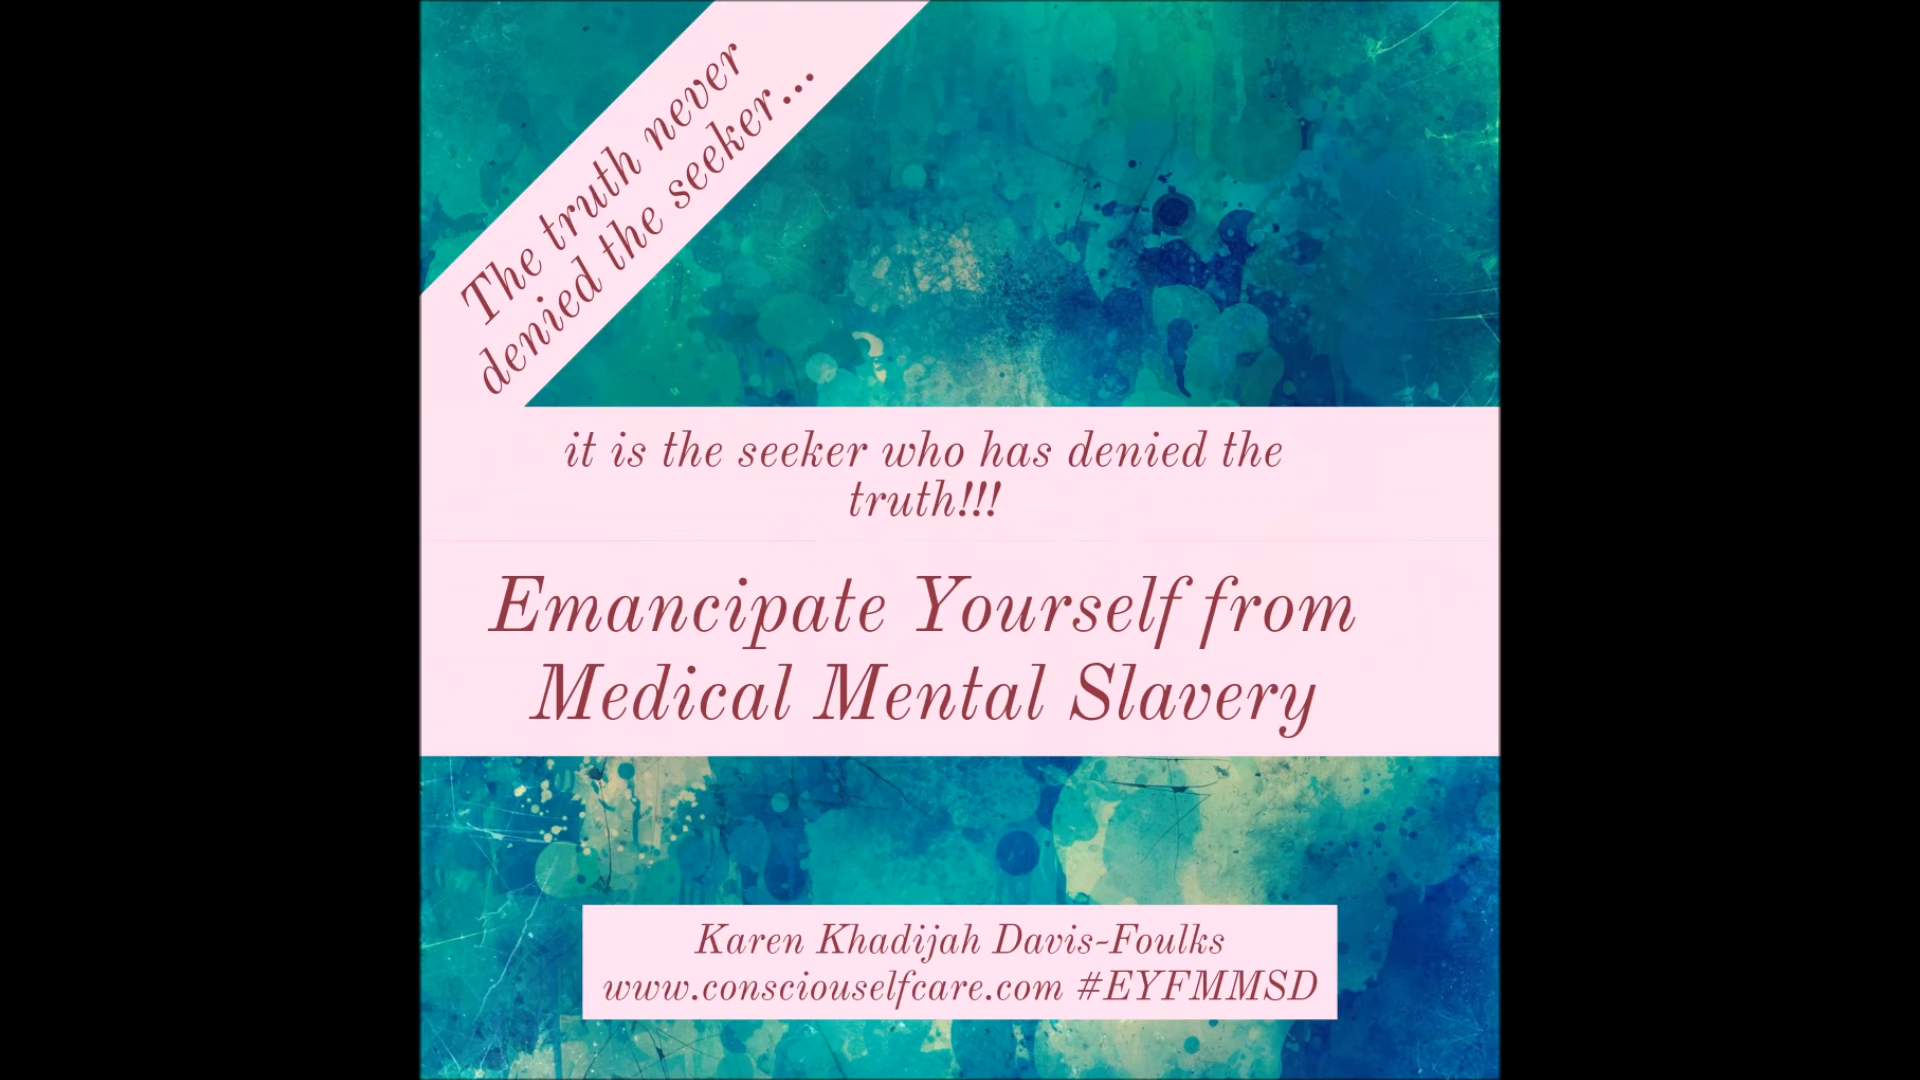 The truth never
denied the seeker...
it is the seeker who has denied the
truth!!!
Emancipate Yourself from
Medical Mental Slavery
Karen Khadijah Davis-Foulks
www.consciouselfcare.com #EYFMMSD